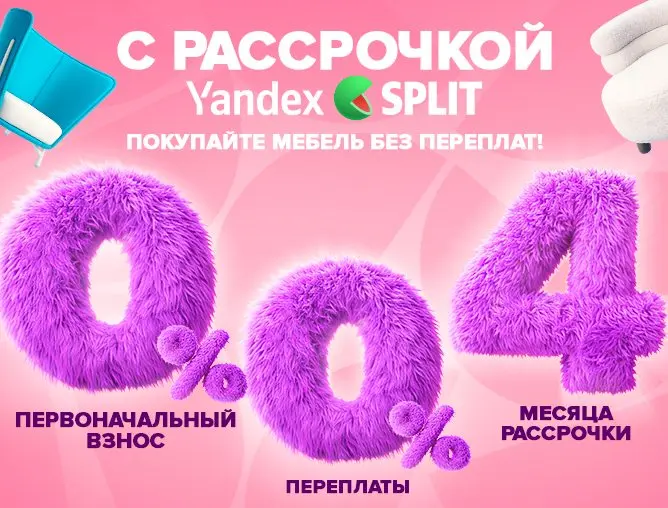 С РАССРОЧКОЙ
Yandex SPLIT
ПОКУПАЙТЕ МЕБЕЛЬ БЕЗ ПЕРЕПЛАТ!
0%
ПЕРВОНАЧАЛЬНЫЙ
ВЗНОС
0%
ПЕРЕПЛАТЫ
4
МЕСЯЦА
РАССРОЧКИ